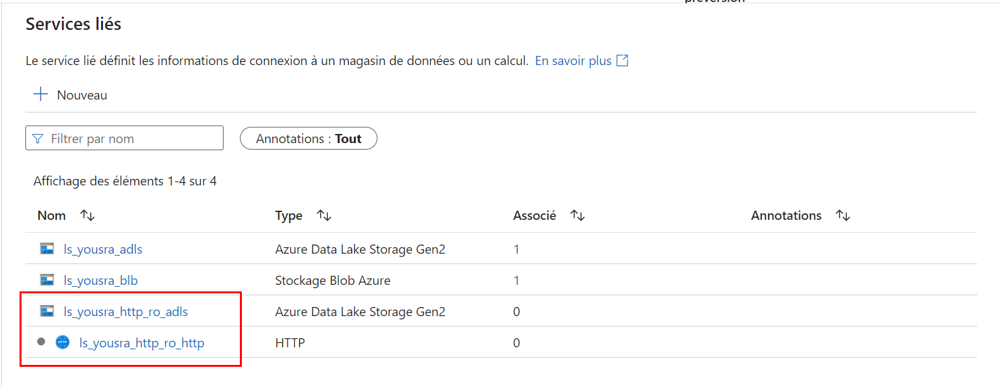 préversion
Services liés
Le service lié définit les informations de connexion à un magasin de données ou un calcul. En savoir plus
Nouveau
Filtrer par nom
Annotations : Tout
Affichage des éléments 1-4 sur 4
Nom Type Associé Annotations
ls_yousra_adls Azure Data Lake Storage Gen2 1
ls_yousra_blb Stockage Blob Azure 1
ls_yousra_http_ro_adls Azure Data Lake Storage Gen2 0
HTTP ls_yousra_http_ro_http HTTP 0